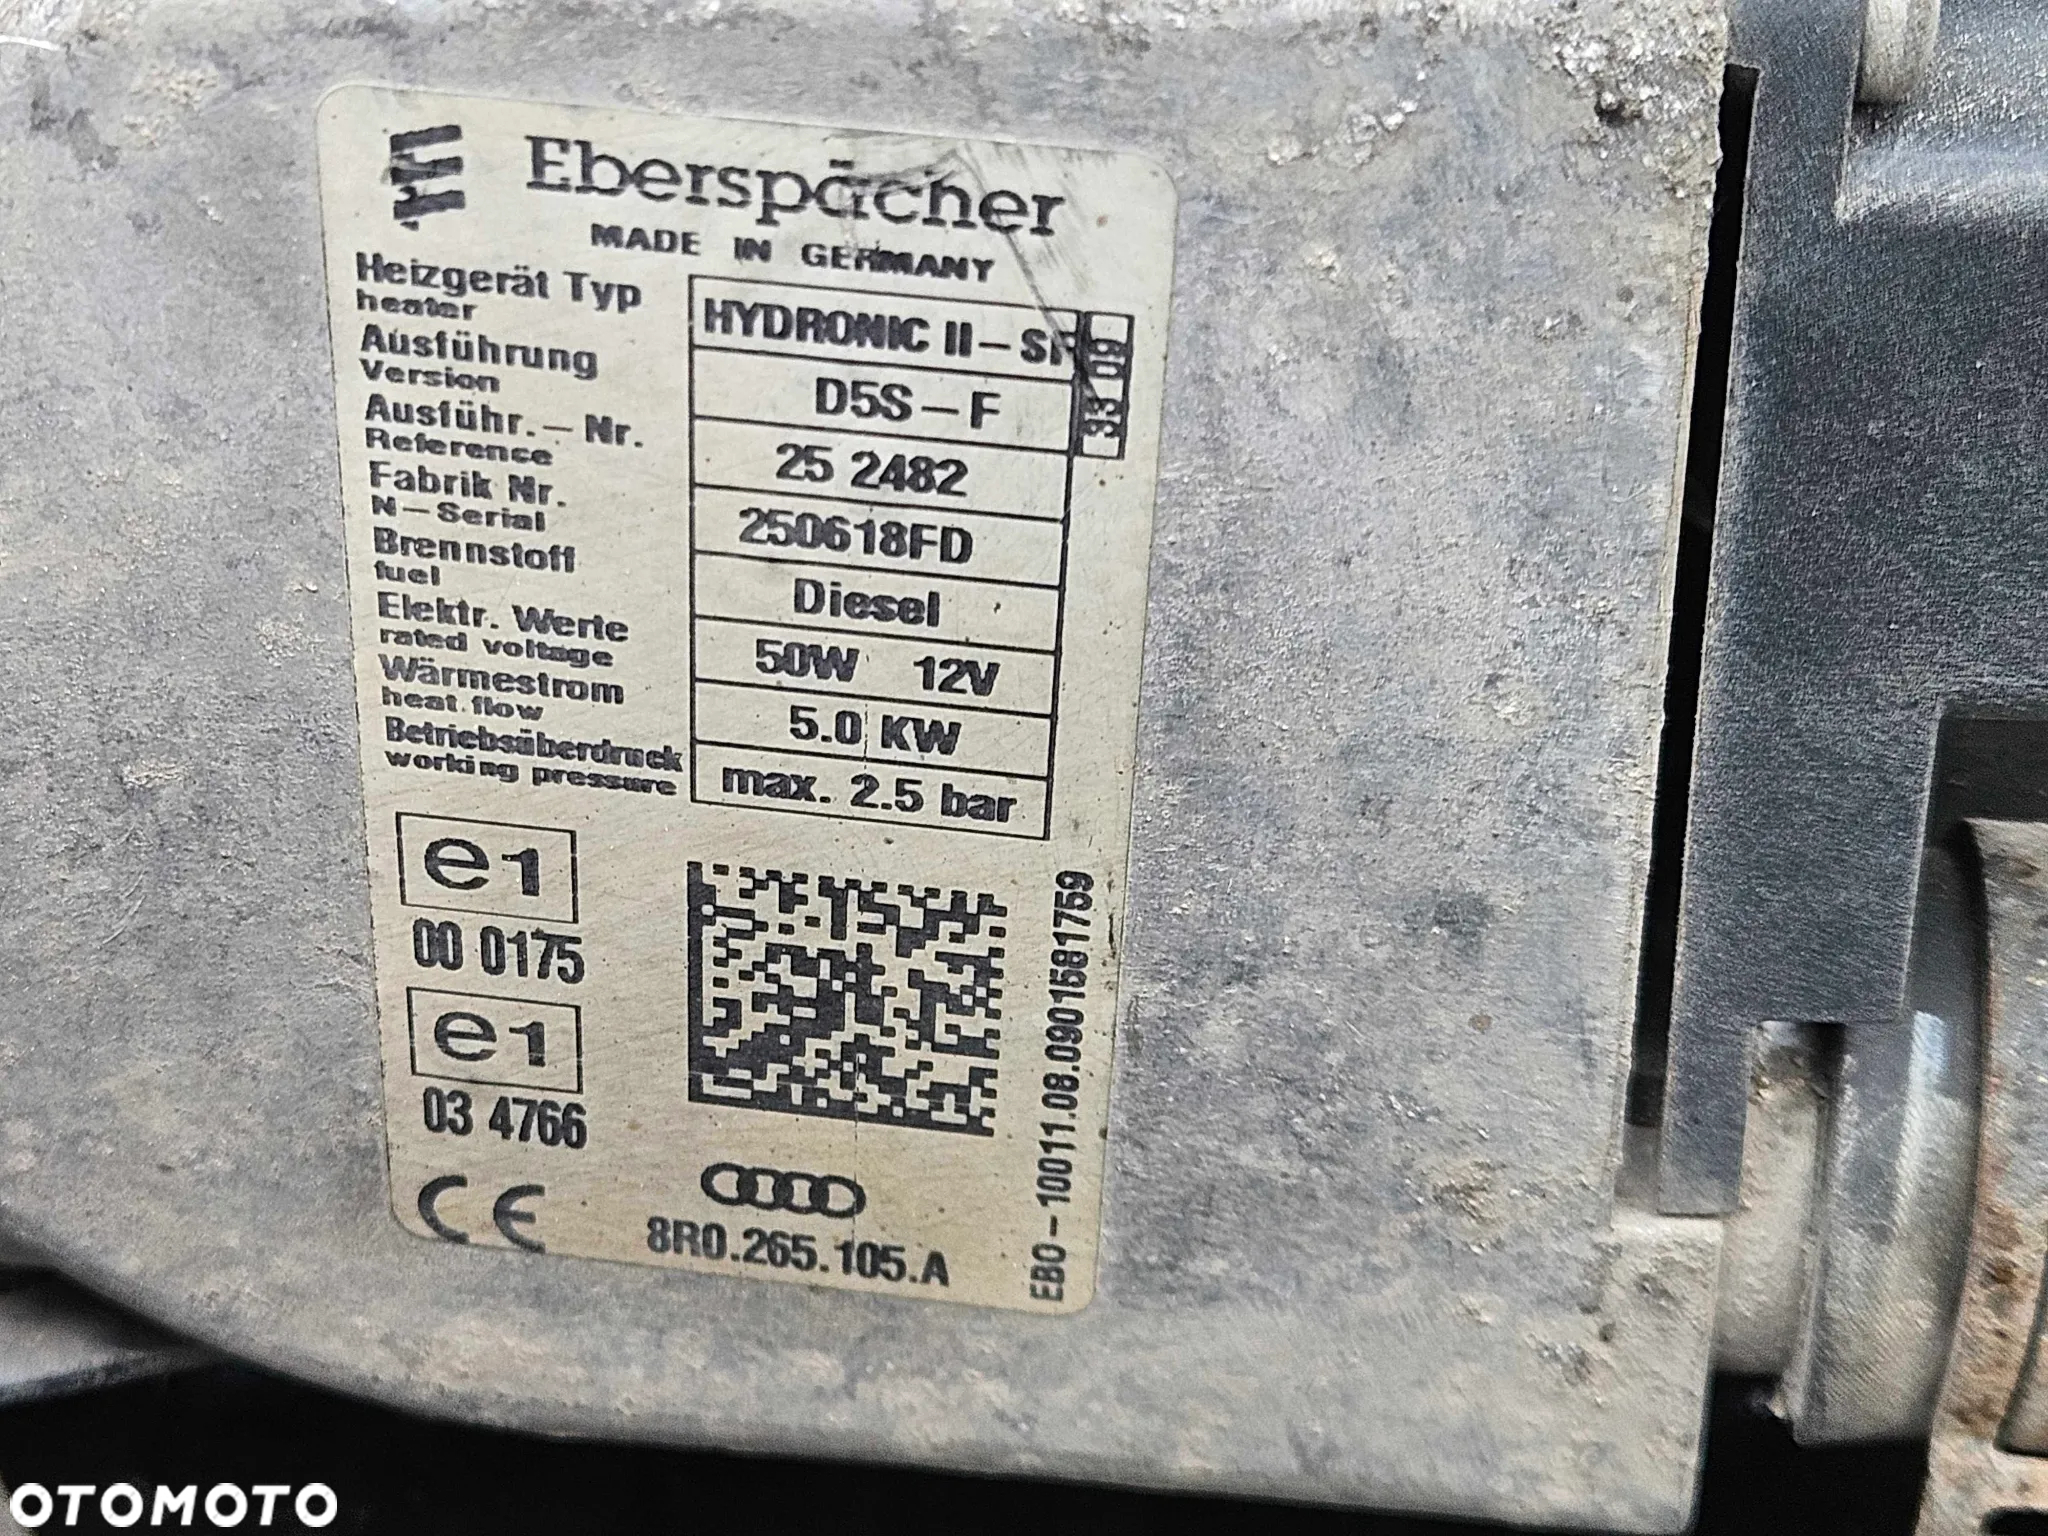 Eberspächer
MADE IN GERMANY
Heizgerät Typ
heater
HYDRONIC II – SF
33 09
Ausführung
Version
D5S – F
Ausführ. – Nr.
Reference
25 2482
Fabrik Nr.
N – Serial
250618FD
Brennstoff
fuel
Diesel
Elektr. Werte
rated voltage
50W 12V
Wärmestrom
heat.flow
5.0 KW
Betriebsüberdruck
working pressure
max. 2.5 bar
e1
00 0175
e1
03 4766
CE
8R0.265.105.A
EBO – 10011.08.0901581759
OTOMOTO